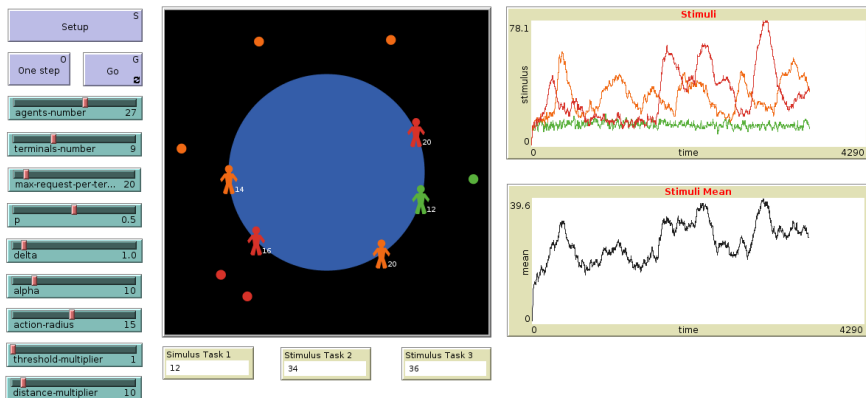 S
Setup
O
One step
G
Go
agents-number 27
terminals-number 9
max-request-per-ter... 20
p 0.5
delta 1.0
alpha 10
action-radius 15
threshold-multiplier 1
distance-multiplier 10
20
14
12
16
20
Simulus Task 1
12
Stimulus Task 2
34
Stimulus Task 3
36
Stimuli
78.1
stimulus
0
0 time 4290
Stimuli Mean
39.6
mean
0
0 time 4290